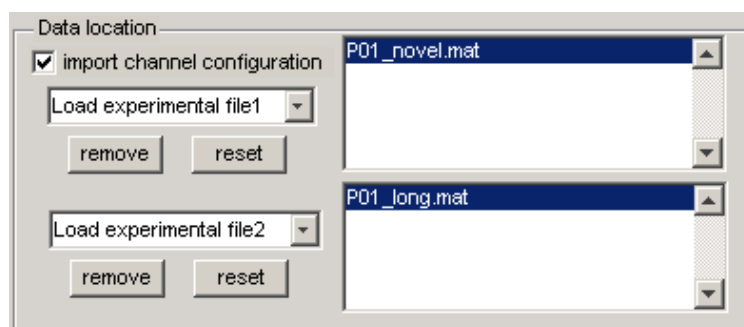 Data location
import channel configuration
Load experimental file1
remove reset
P01_novel.mat
Load experimental file2
remove reset
P01_long.mat